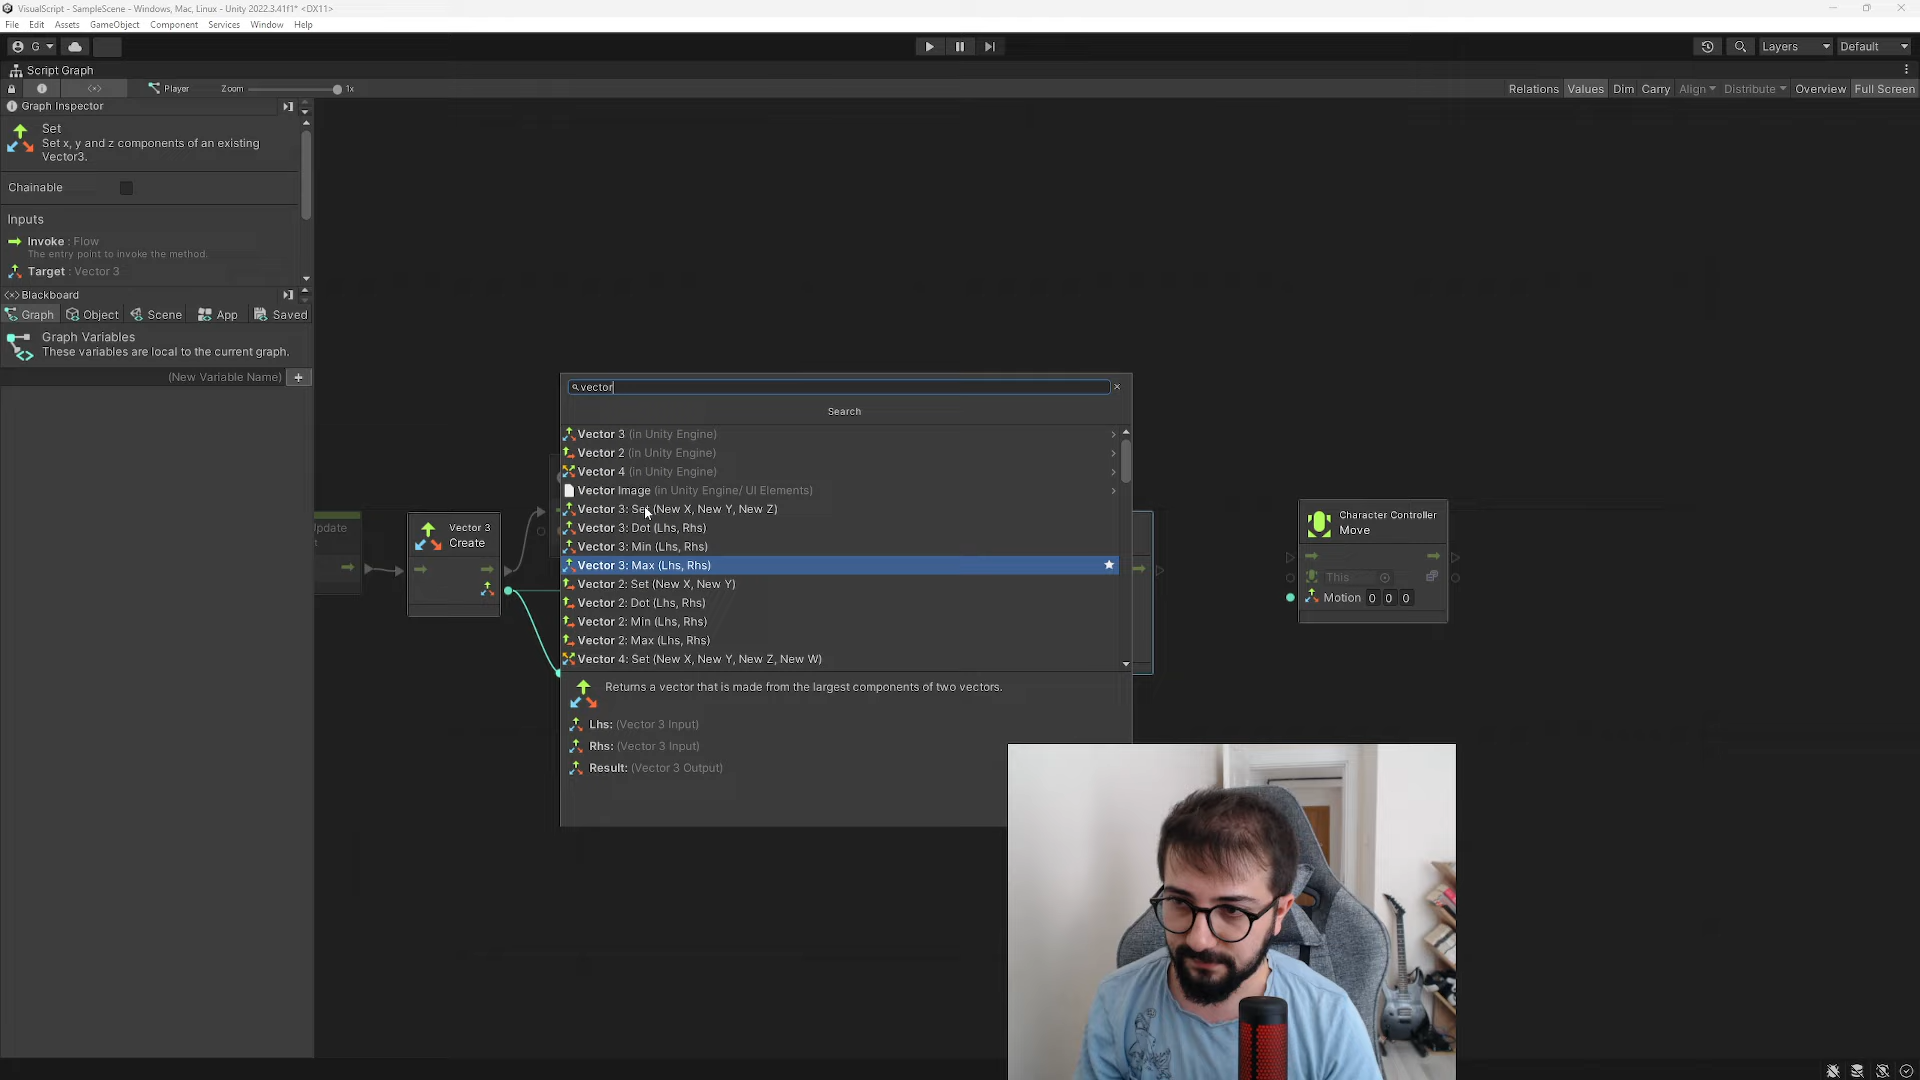 VisualScript - SampleScene - Windows, Mac, Linux - Unity 2022.3.41f1* <DX11>
File Edit Assets GameObject Component Services Window Help
G Layers Default
Script Graph
Player Zoom 1x Relations Values Dim Carry Align Distribute Overview Full Screen
Graph Inspector
Set
Set x, y and z components of an existing
Vector3.
Chainable
Inputs
Invoke : Flow
The entry point to invoke the method.
Target : Vector 3
<x> Blackboard
Graph Object Scene App Saved
Graph Variables
These variables are local to the current graph.
(New Variable Name) +
Vector 3
Create
vector
Search
Vector 3 (in Unity Engine)
Vector 2 (in Unity Engine)
Vector 4 (in Unity Engine)
Vector Image (in Unity Engine/ UI Elements)
Vector 3: Set (New X, New Y, New Z)
Vector 3: Dot (Lhs, Rhs)
Vector 3: Min (Lhs, Rhs)
Vector 3: Max (Lhs, Rhs)
Vector 2: Set (New X, New Y)
Vector 2: Dot (Lhs, Rhs)
Vector 2: Min (Lhs, Rhs)
Vector 2: Max (Lhs, Rhs)
Vector 4: Set (New X, New Y, New Z, New W)
Returns a vector that is made from the largest components of two vectors.
Lhs: (Vector 3 Input)
Rhs: (Vector 3 Input)
Result: (Vector 3 Output)
Character Controller
Move
This
Motion 0 0 0